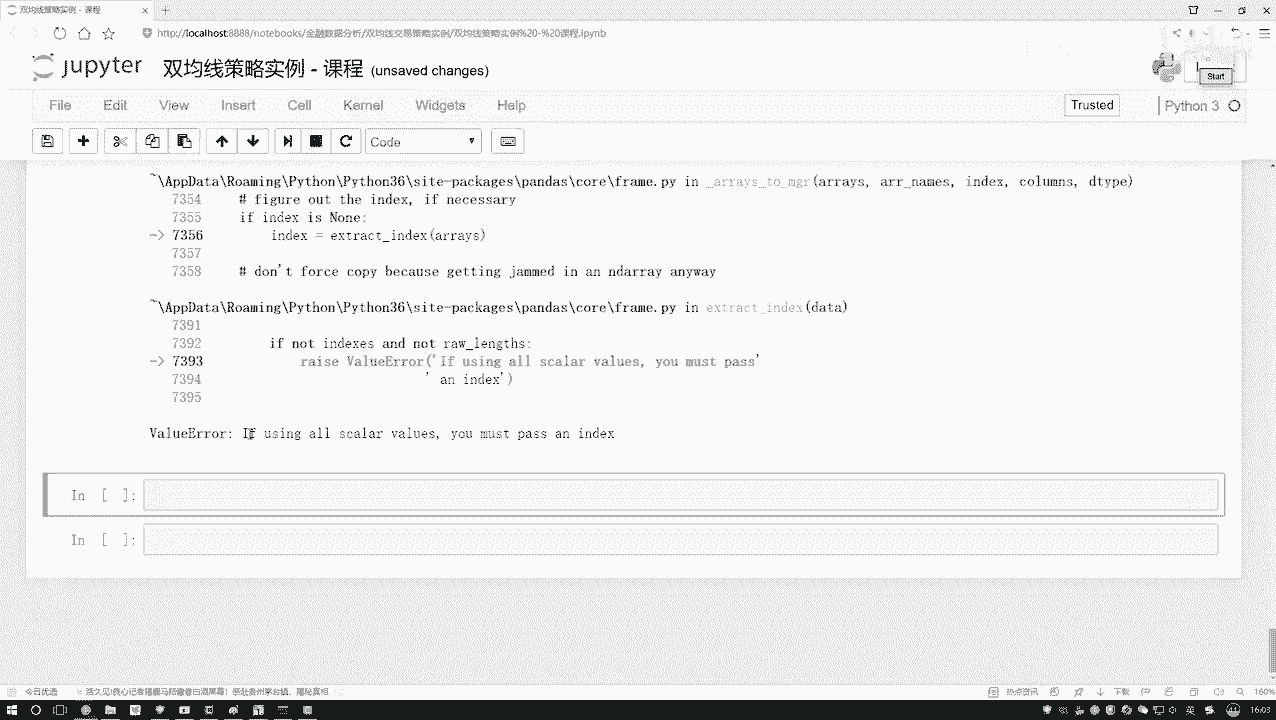 双均线策略实例 - 课程
http://localhost:8888/notebooks/金融数据分析/双均线交易策略实例/双均线策略实例%20-%20课程.ipynb
jupyter 双均线策略实例 - 课程 (unsaved changes)
Start
File Edit View Insert Cell Kernel Widgets Help
Trusted Python 3
Code
~\AppData\Roaming\Python\Python36\site-packages\pandas\core\frame.py in _arrays_to_mgr(arrays, arr_names, index, columns, dtype)
7354 # figure out the index, if necessary
7355 if index is None:
-> 7356 index = extract_index(arrays)
7357
7358 # don't force copy because getting jammed in an ndarray anyway
~\AppData\Roaming\Python\Python36\site-packages\pandas\core\frame.py in extract_index(data)
7391
7392 if not indexes and not raw_lengths:
-> 7393 raise ValueError('If using all scalar values, you must pass'
7394 ' an index')
7395
ValueError: If using all scalar values, you must pass an index
In [ ]:
In [ ]:
今日优选
热点资讯 下载 160%
英 16:03